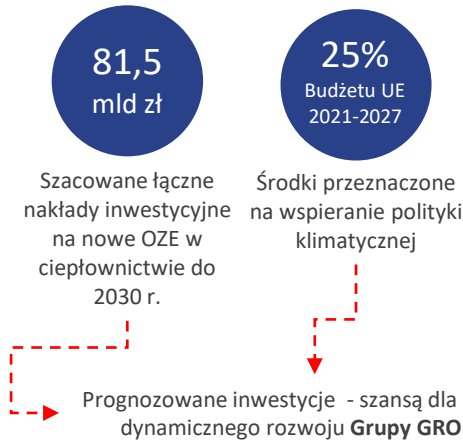 81,5
mld zł
25%
Budżetu UE
2021-2027
Szacowane łączne
nakłady inwestycyjne
na nowe OZE w
ciepłownictwie do
2030 r.
Środki przeznaczone
na wspieranie polityki
klimatycznej
Prognozowane inwestycje - szansą dla
dynamicznego rozwoju Grupy GRO